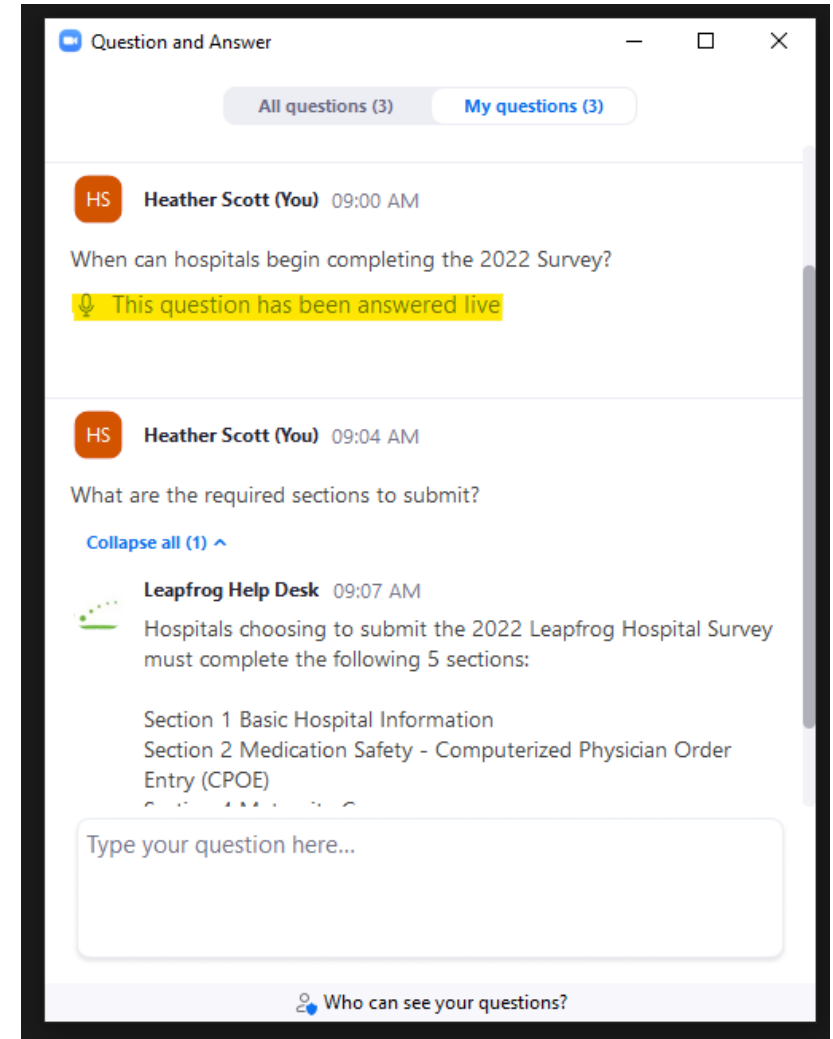 Question and Answer
All questions (3) My questions (3)
HS Heather Scott (You) 09:00 AM
When can hospitals begin completing the 2022 Survey?
This question has been answered live
HS Heather Scott (You) 09:04 AM
What are the required sections to submit?
Collapse all (1)
Leapfrog Help Desk 09:07 AM
Hospitals choosing to submit the 2022 Leapfrog Hospital Survey
must complete the following 5 sections:
Section 1 Basic Hospital Information
Section 2 Medication Safety - Computerized Physician Order
Entry (CPOE)
Type your question here...
Who can see your questions?